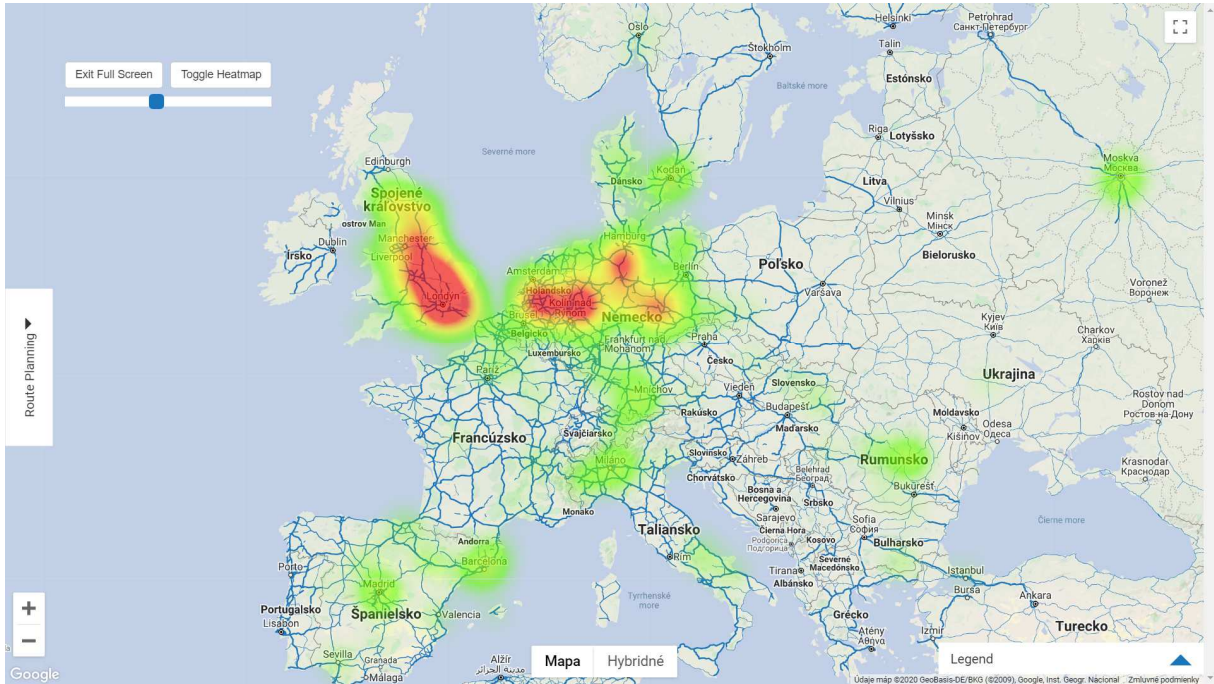 Helsinki
Petrohrad
Санкт-Петербург
Oslo
Štokholm
Talin
Estónsko
Exit Full Screen
Toggle Heatmap
Baltské more
Riga
Lotyšsko
Severné more
Edinburgh
Moskva
Москва
Kodaň
Dánsko
Litva
Spojené
kráľovstvo
Vilnius
ostrov Man
Minsk
Мінск
Dublin
Manchester
Hamburg
Írsko
Liverpool
Bielorusko
Amsterdam
Berlín
Poľsko
Holandsko
Londýn
Kolín nad
Rýnom
Varšava
Voronež
Воронеж
Brusel
Nemecko
Belgicko
Kyjev
Київ
Charkov
Харків
Route Planning
Frankfurt nad
Mohanom
Praha
Luxembursko
Česko
Paríž
Ukrajina
Slovensko
Viedeň
Mníchov
Rostov nad
Donom
Ростов-на-Дону
Budapešť
Rakúsko
Moldavsko
Maďarsko
Odesa
Одеса
Švajčiarsko
Francúzsko
Kišiňov
Slovinsko
Záhreb
Miláno
Rumunsko
Krasnodar
Краснодар
Chorvátsko
Belehrad
Београд
Bukurešť
Bosna a
Hercegovina
Srbsko
Monako
Sarajevo
Sofia
София
Čierne more
Taliansko
Čierna Hora
Andorra
Podgorica
Подгорица
Kosovo
Bulharsko
Rím
Barcelona
Severné
Macedónsko
Porto
Tirana
Istanbul
Albánsko
Madrid
Bursa
Ankara
Tyrrhenské
more
Portugalsko
Španielsko
Valencia
Grécko
Lisabon
Atény
Αθήνα
Izmir
Turecko
Sevilla
Granada
Alžír
مدينة الجزائر
Mapa
Hybridné
Legend
Málaga
Google
Údaje máp ©2020 GeoBasis-DE/BKG (©2009), Google, Inst. Geogr. Nacional
Zmluvné podmienky